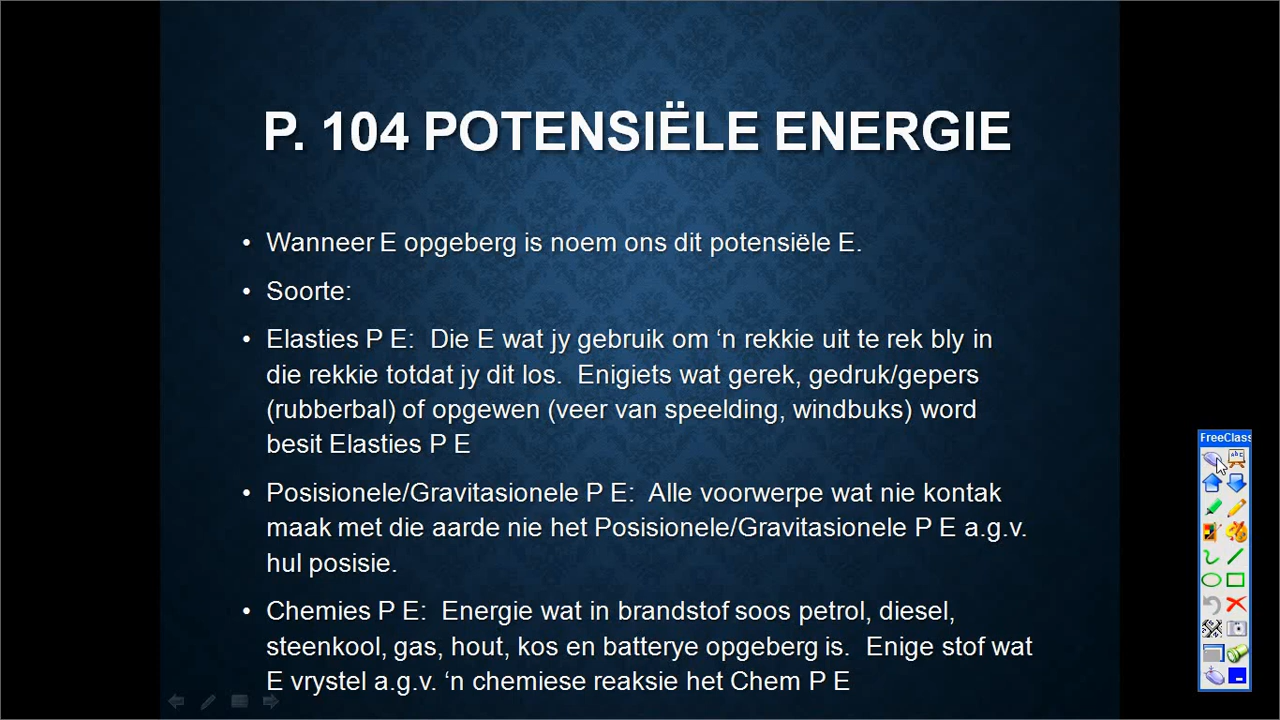 P. 104 POTENSIËLE ENERGIE
• Wanneer E opgeberg is noem ons dit potensiële E.
• Soorte:
• Elasties P E:  Die E wat jy gebruik om ‘n rekkie uit te rek bly in
die rekkie totdat jy dit los.  Enigiets wat gerek, gedruk/gepers
(rubberbal) of opgewen (veer van speelding, windbuks) word
besit Elasties P E
• Posisionele/Gravitasionele P E:  Alle voorwerpe wat nie kontak
maak met die aarde nie het Posisionele/Gravitasionele P E a.g.v.
hul posisie.
• Chemies P E:  Energie wat in brandstof soos petrol, diesel,
steenkool, gas, hout, kos en batterye opgeberg is.  Enige stof wat
E vrystel a.g.v. ‘n chemiese reaksie het Chem P E
FreeClass
abc